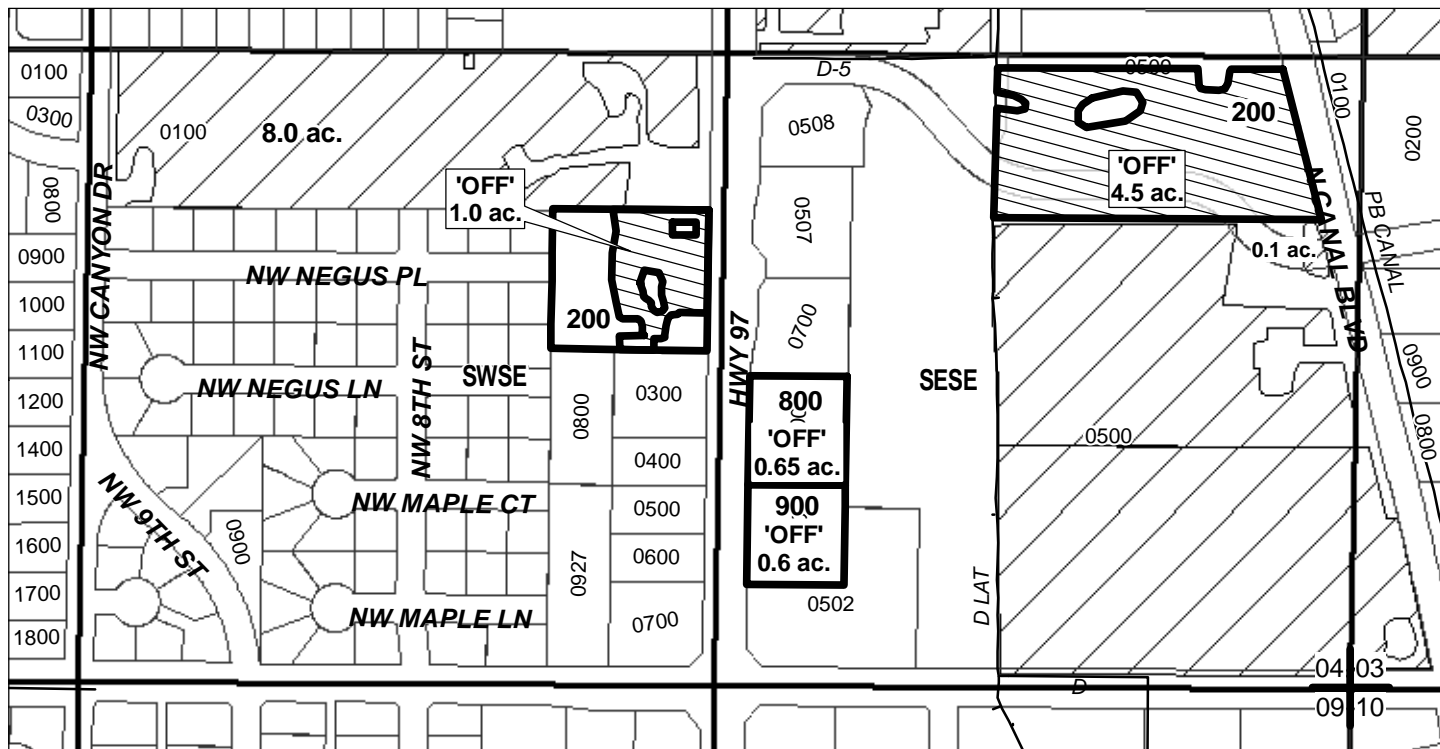 D-5
0500
0100
0300
0100
8.0 ac.
0508
200
0100
0200
'OFF'
1.0 ac.
'OFF'
4.5 ac.
0800
0507
NW CANYON DR
N CANAL BLVD
PB CANAL
0900
NW NEGUS PL
0.1 ac.
1000
200
0700
HWY 97
1100
NW NEGUS LN
NW 8TH ST
SWSE
SESE
0900
1200
0800
0300
800
'OFF'
0.65 ac.
0500
0800
1400
0400
1500
NW 9TH ST
NW MAPLE CT
0500
900
'OFF'
0.6 ac.
1600
0900
0600
1700
0927
D LAT
NW MAPLE LN
0700
0502
1800
04
03
D
09
10